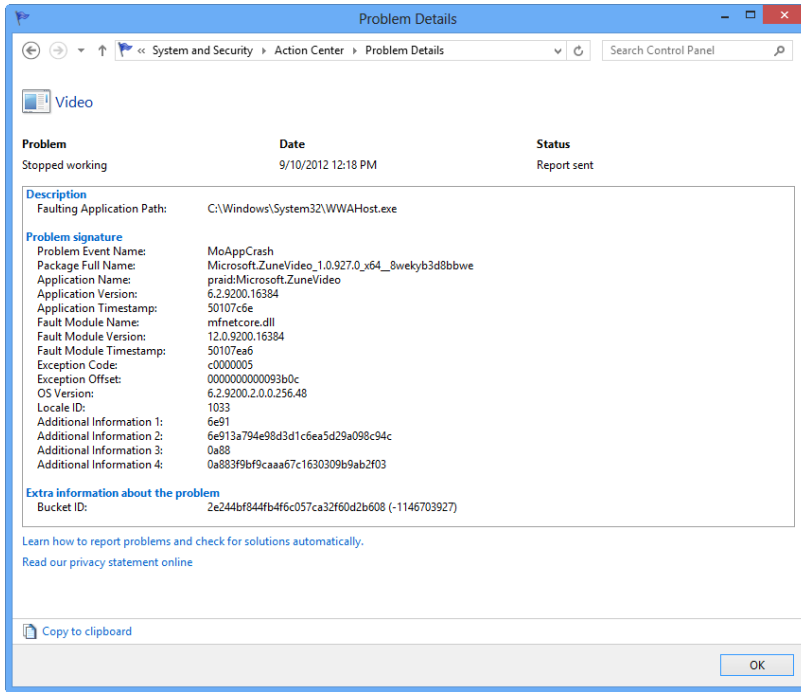 Problem Details
« System and Security ▸ Action Center ▸ Problem Details
Search Control Panel
Video
Problem Date Status
Stopped working 9/10/2012 12:18 PM Report sent
Description
Faulting Application Path: C:\Windows\System32\WWAHost.exe
Problem signature
Problem Event Name: MoAppCrash
Package Full Name: Microsoft.ZuneVideo_1.0.927.0_x64__8wekyb3d8bbwe
Application Name: praid:Microsoft.ZuneVideo
Application Version: 6.2.9200.16384
Application Timestamp: 50107c6e
Fault Module Name: mfnetcore.dll
Fault Module Version: 12.0.9200.16384
Fault Module Timestamp: 50107ea6
Exception Code: c0000005
Exception Offset: 0000000000093b0c
OS Version: 6.2.9200.2.0.0.256.48
Locale ID: 1033
Additional Information 1: 6e91
Additional Information 2: 6e913a794e98d3d1c6ea5d29a098c94c
Additional Information 3: 0a88
Additional Information 4: 0a883f9bf9caaa67c1630309b9ab2f03
Extra information about the problem
Bucket ID: 2e244bf844fb4f6c057ca32f60d2b608 (-1146703927)
Learn how to report problems and check for solutions automatically.
Read our privacy statement online
Copy to clipboard
OK